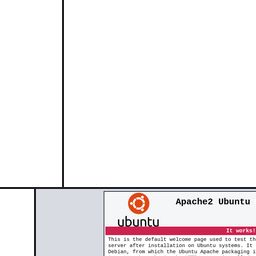 Apache2 Ubuntu
ubuntu
It works!
This is the default welcome page used to test th
server after installation on Ubuntu systems. It
Debian, from which the Ubuntu Apache packaging i